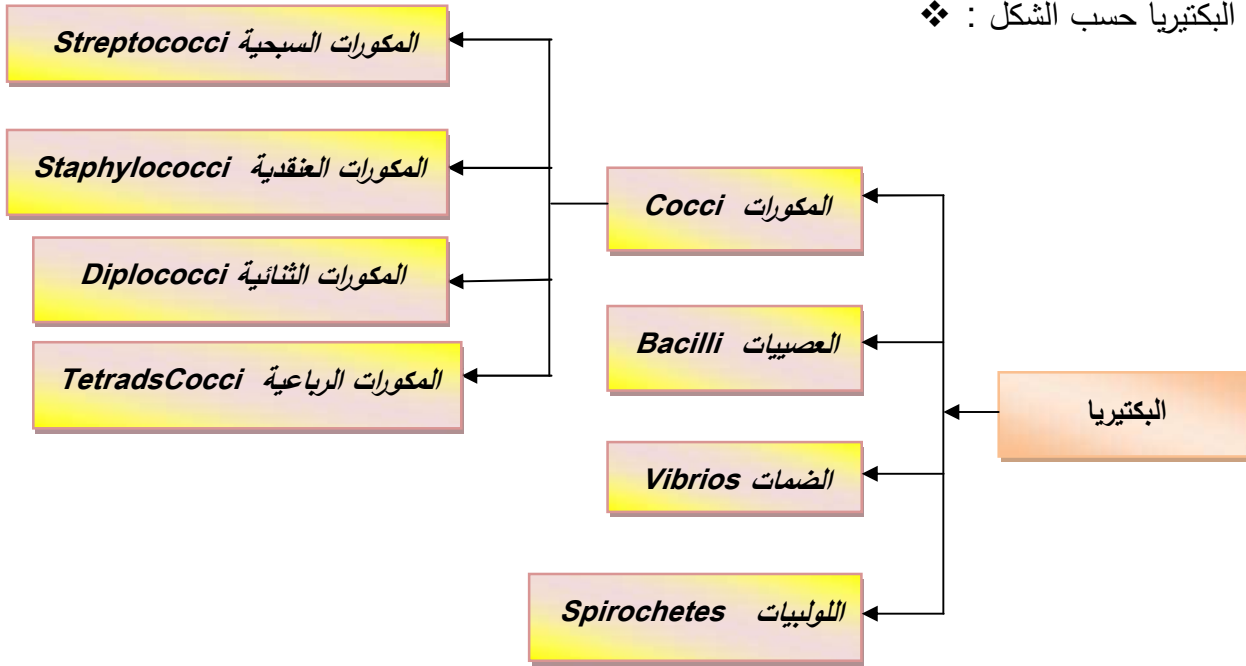 ❖ البكتيريا حسب الشكل :
البكتيريا
المكورات Cocci
العصييات Bacilli
الضمات Vibrios
اللولبيات Spirochetes
المكورات السبحية Streptococci
المكورات العنقدية Staphylococci
المكورات الثنائية Diplococci
المكورات الرباعية TetradsCocci